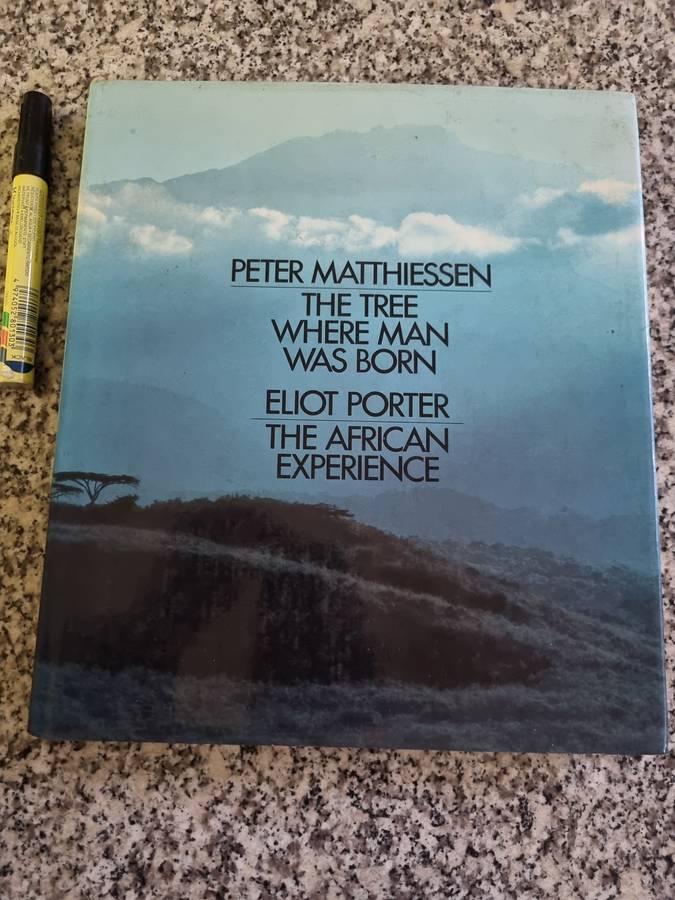 PETER MATTHIESSEN
THE TREE
WHERE MAN
WAS BORN
ELIOT PORTER
THE AFRICAN
EXPERIENCE